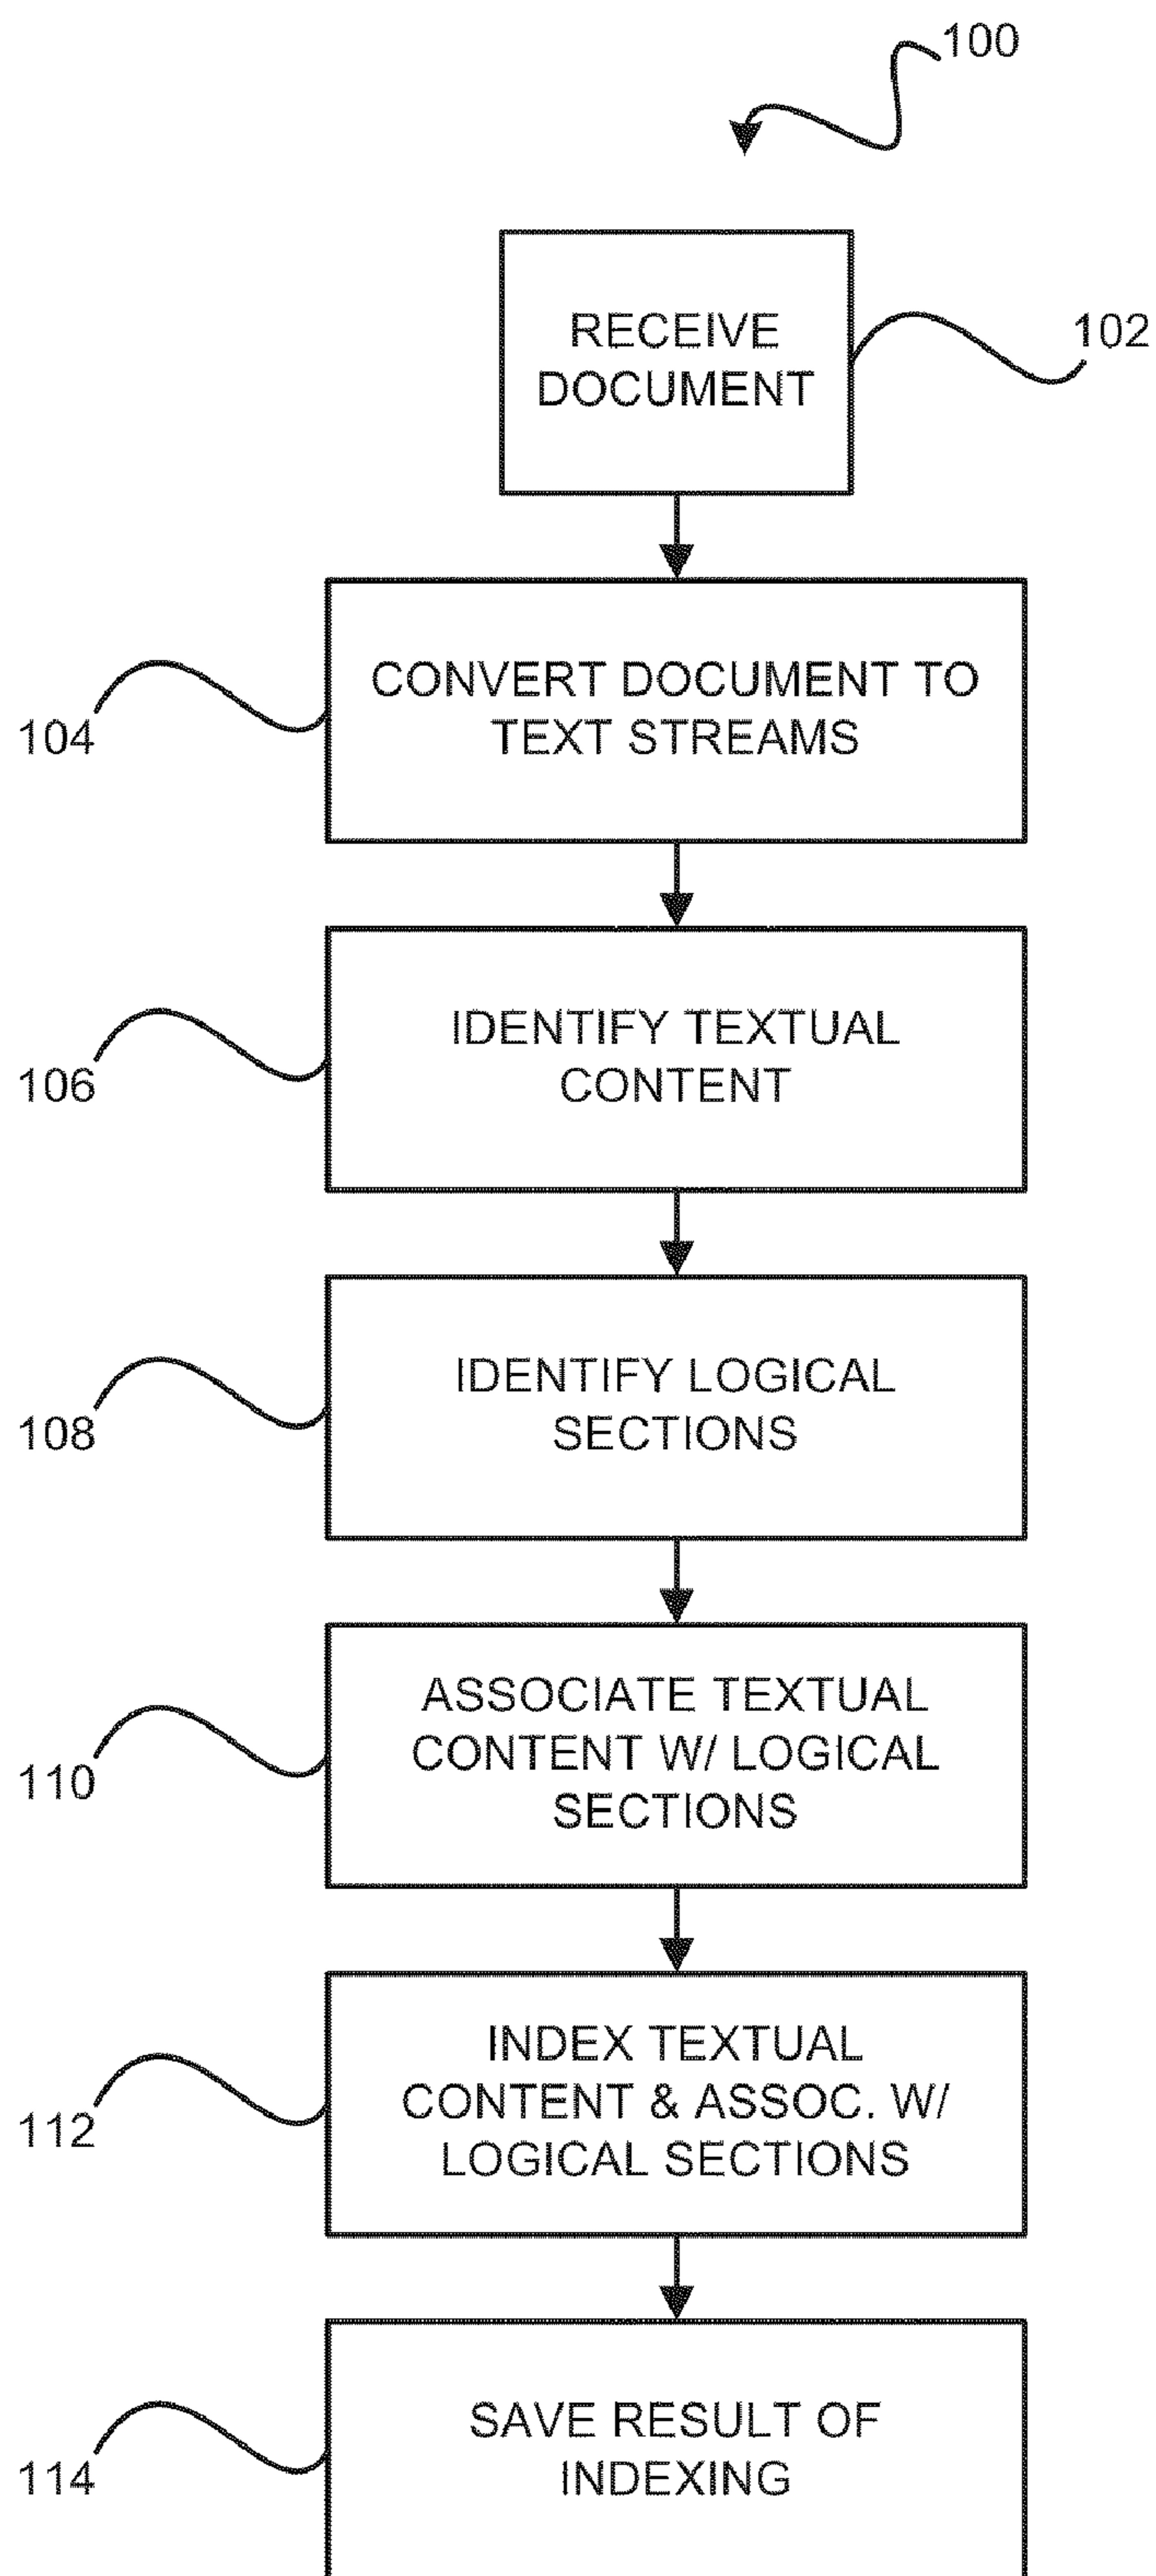 100
RECEIVE
DOCUMENT
102
CONVERT DOCUMENT TO
TEXT STREAMS
104
IDENTIFY TEXTUAL
CONTENT
106
IDENTIFY LOGICAL
SECTIONS
108
ASSOCIATE TEXTUAL
CONTENT W/ LOGICAL
SECTIONS
110
INDEX TEXTUAL
CONTENT & ASSOC. W/
LOGICAL SECTIONS
112
SAVE RESULT OF
INDEXING
114